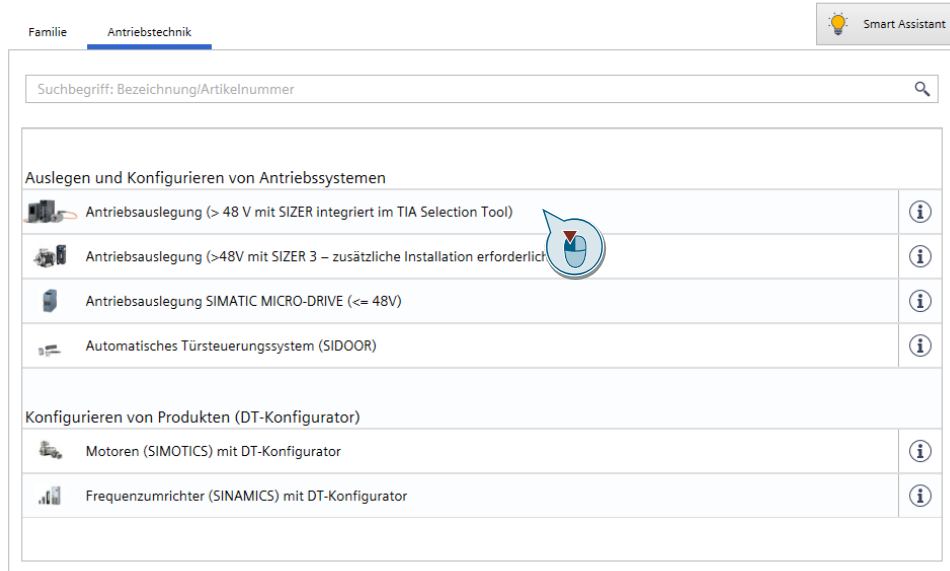 Familie Antriebstechnik
Smart Assistant
Suchbegriff: Bezeichnung/Artikelnummer
Auslegen und Konfigurieren von Antriebssystemen
Antriebsauslegung (> 48 V mit SIZER integriert im TIA Selection Tool)
Antriebsauslegung (>48V mit SIZER 3 – zusätzliche Installation erforderlich
Antriebsauslegung SIMATIC MICRO-DRIVE (<= 48V)
Automatisches Türsteuerungssystem (SIDOOR)
Konfigurieren von Produkten (DT-Konfigurator)
Motoren (SIMOTICS) mit DT-Konfigurator
Frequenzumrichter (SINAMICS) mit DT-Konfigurator